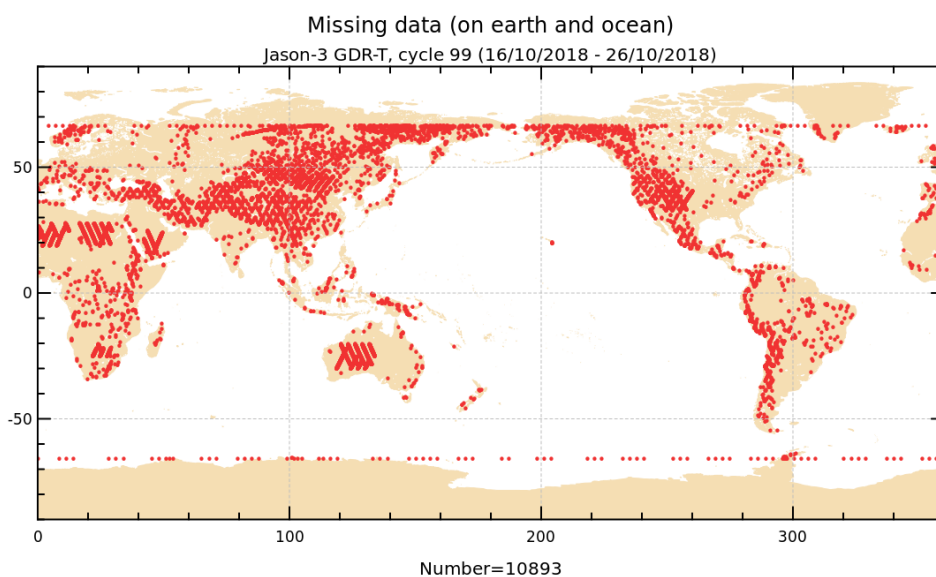 Missing data (on earth and ocean)
Jason-3 GDR-T, cycle 99 (16/10/2018 - 26/10/2018)
50
0
-50
0 100 200 300
Number=10893